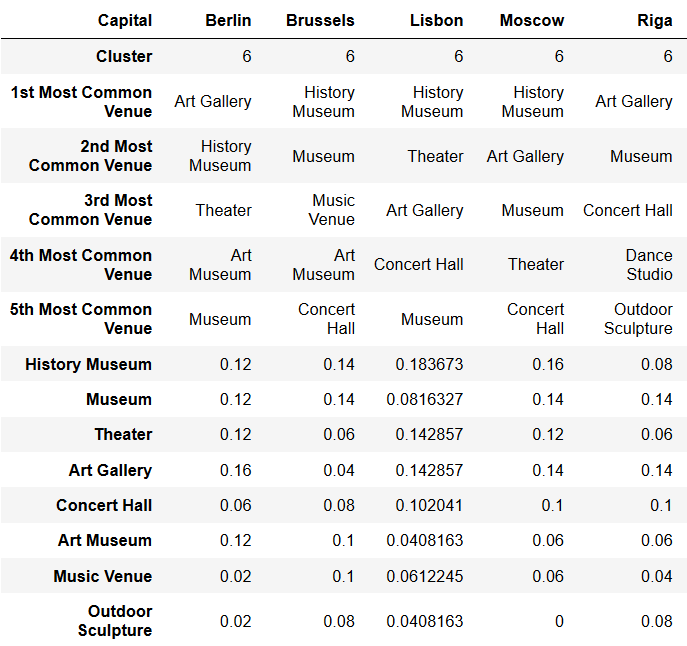 Capital Berlin Brussels Lisbon Moscow Riga
Cluster 6 6 6 6 6
1st Most Common Venue Art Gallery History Museum History Museum History Museum Art Gallery
2nd Most Common Venue History Museum Museum Theater Art Gallery Museum
3rd Most Common Venue Theater Music Venue Art Gallery Museum Concert Hall
4th Most Common Venue Art Museum Art Museum Concert Hall Theater Dance Studio
5th Most Common Venue Museum Concert Hall Museum Concert Hall Outdoor Sculpture
History Museum 0.12 0.14 0.183673 0.16 0.08
Museum 0.12 0.14 0.0816327 0.14 0.14
Theater 0.12 0.06 0.142857 0.12 0.06
Art Gallery 0.16 0.04 0.142857 0.14 0.14
Concert Hall 0.06 0.08 0.102041 0.1 0.1
Art Museum 0.12 0.1 0.0408163 0.06 0.06
Music Venue 0.02 0.1 0.0612245 0.06 0.04
Outdoor Sculpture 0.02 0.08 0.0408163 0 0.08